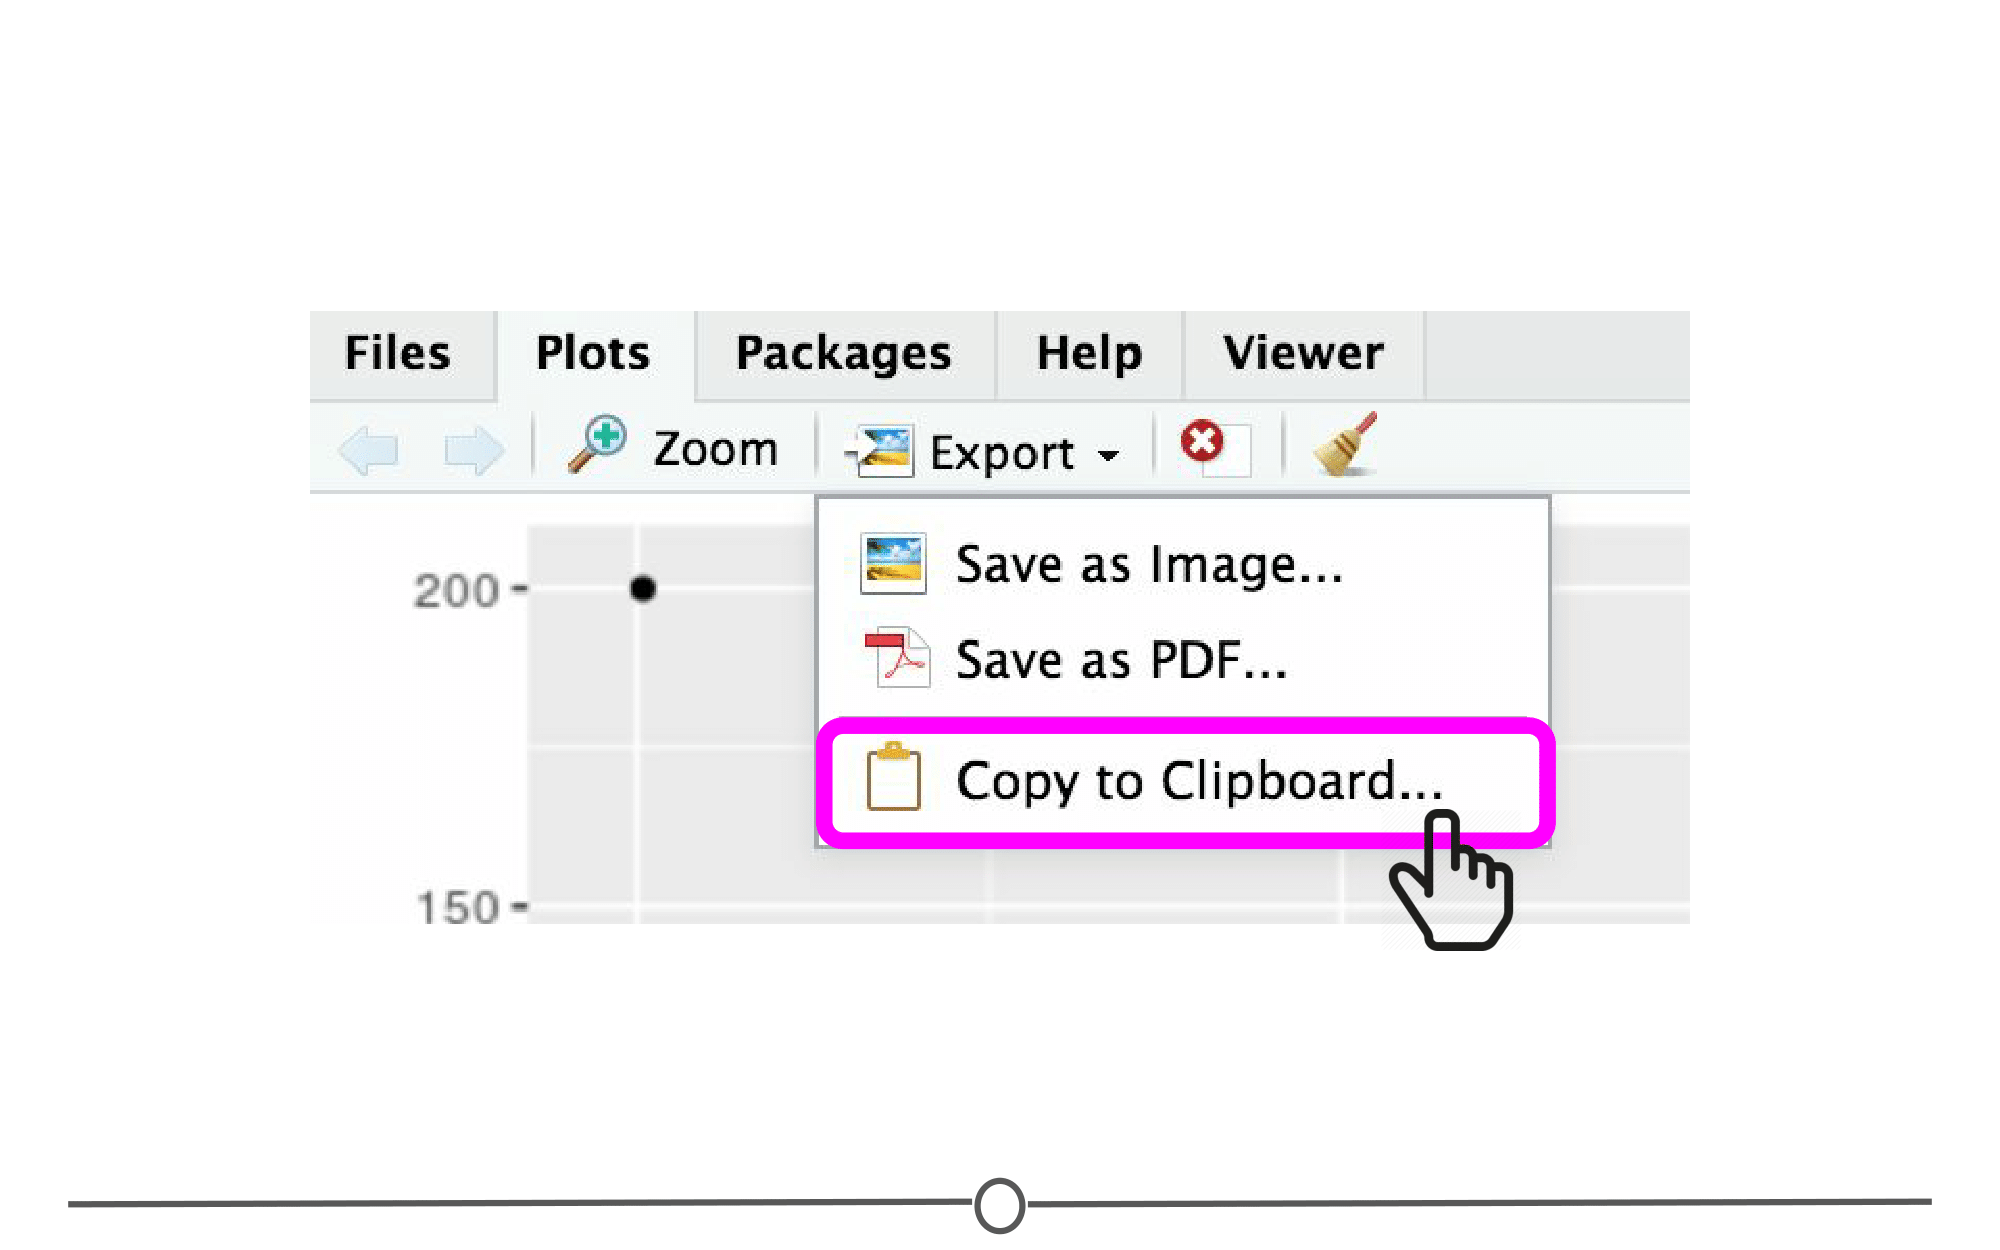 Files Plots Packages Help Viewer
Zoom Export
Save as Image...
Save as PDF...
Copy to Clipboard...
200
150